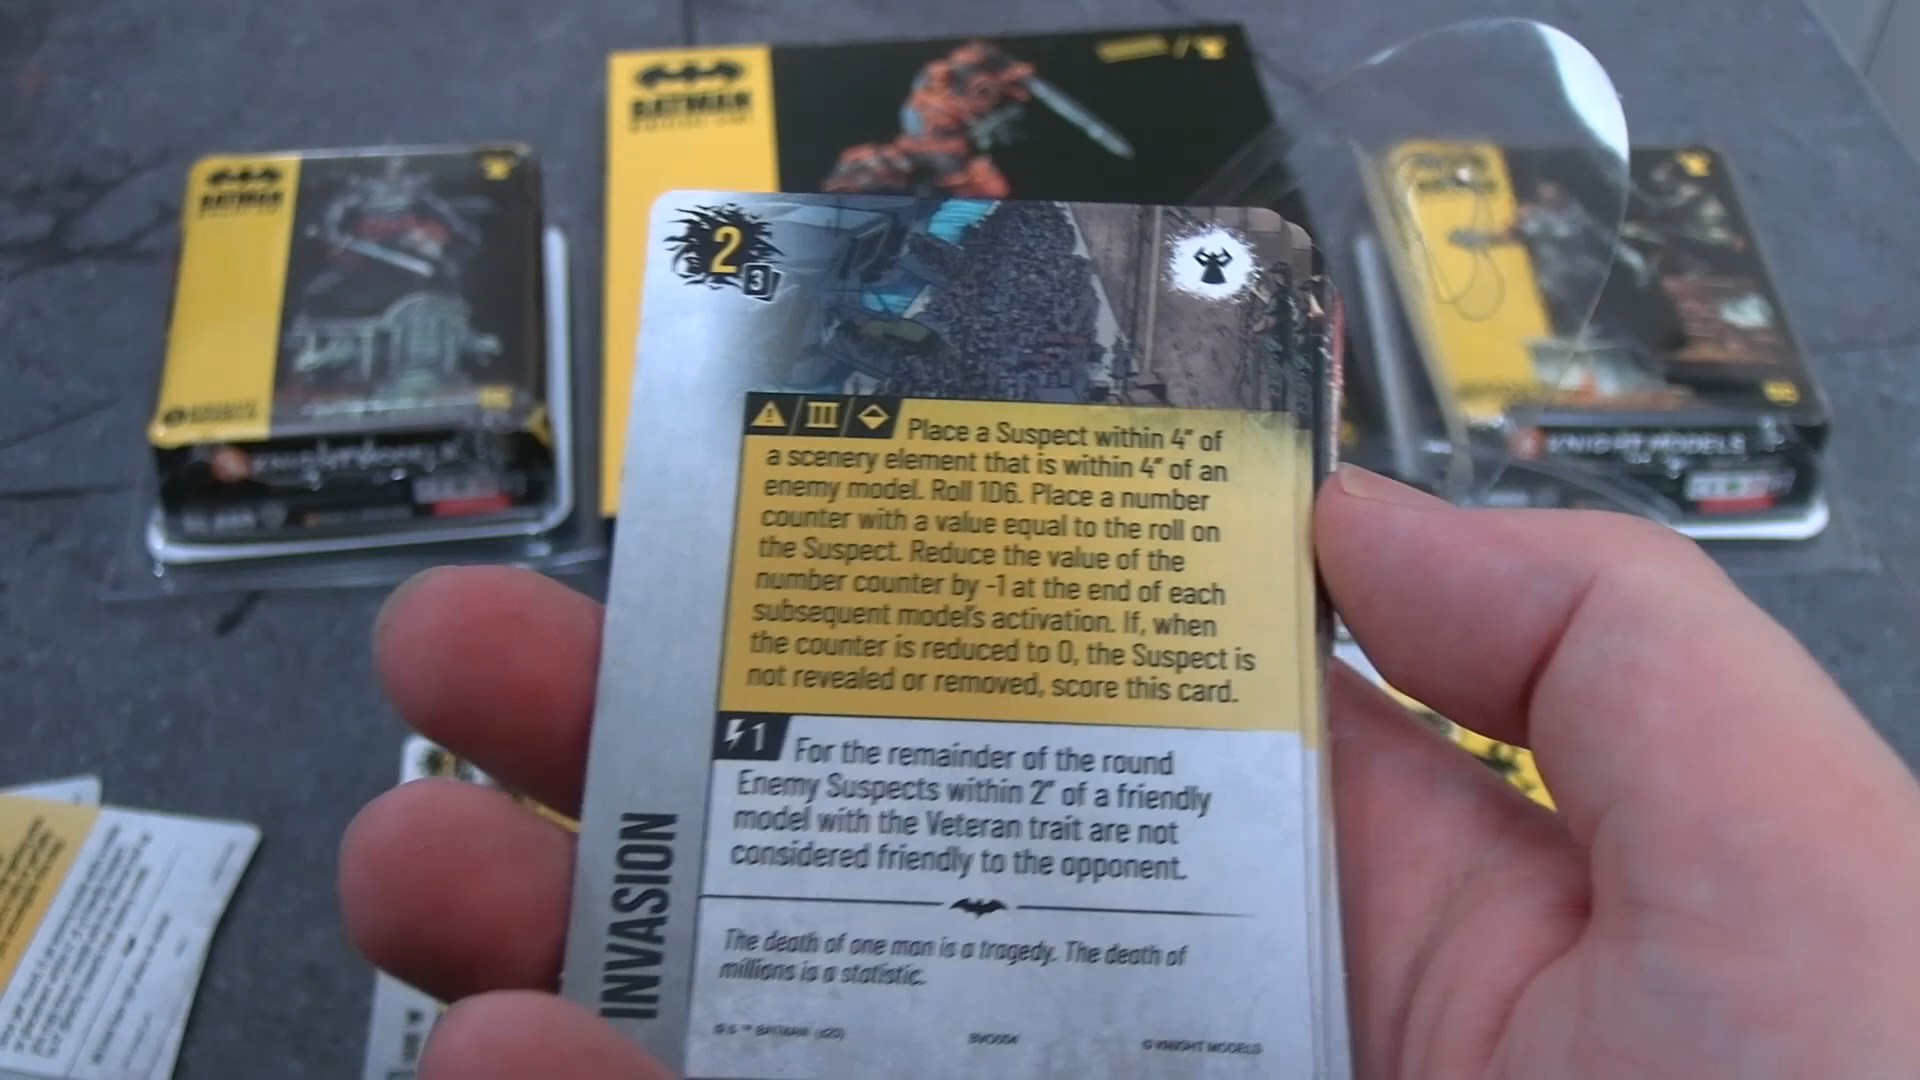 BATMAN
BATMAN
KNIGHT MODELS
KNIGHT MODELS
2
3
Place a Suspect within 4" of
a scenery element that is within 4" of an
enemy model. Roll 1D6. Place a number
counter with a value equal to the roll on
the Suspect. Reduce the value of the
number counter by -1 at the end of each
subsequent model's activation. If, when
the counter is reduced to 0, the Suspect is
not revealed or removed, score this card.
1
For the remainder of the round
Enemy Suspects within 2" of a friendly
model with the Veteran trait are not
considered friendly to the opponent.
INVASION
The death of one man is a tragedy. The death of
millions is a statistic.
© KNIGHT MODELS